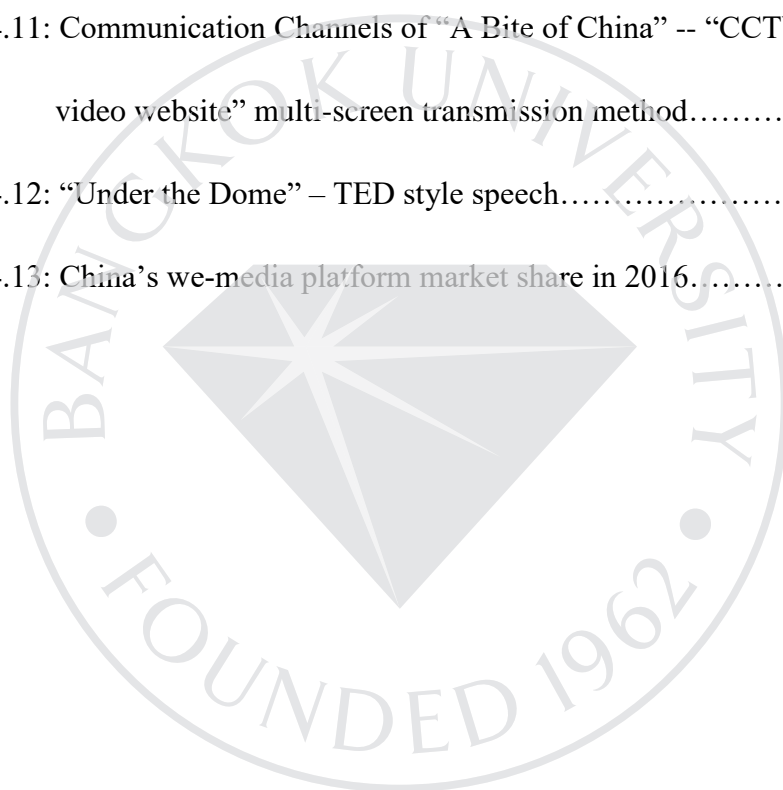 .11: Communication Channels of “A Bite of China” -- “CCT
video website” multi-screen transmission method.........
.12: “Under the Dome” – TED style speech......................
.13: China’s we-media platform market share in 2016.........
BANGKOK UNIVERSITY
• FOUNDED 1962 •